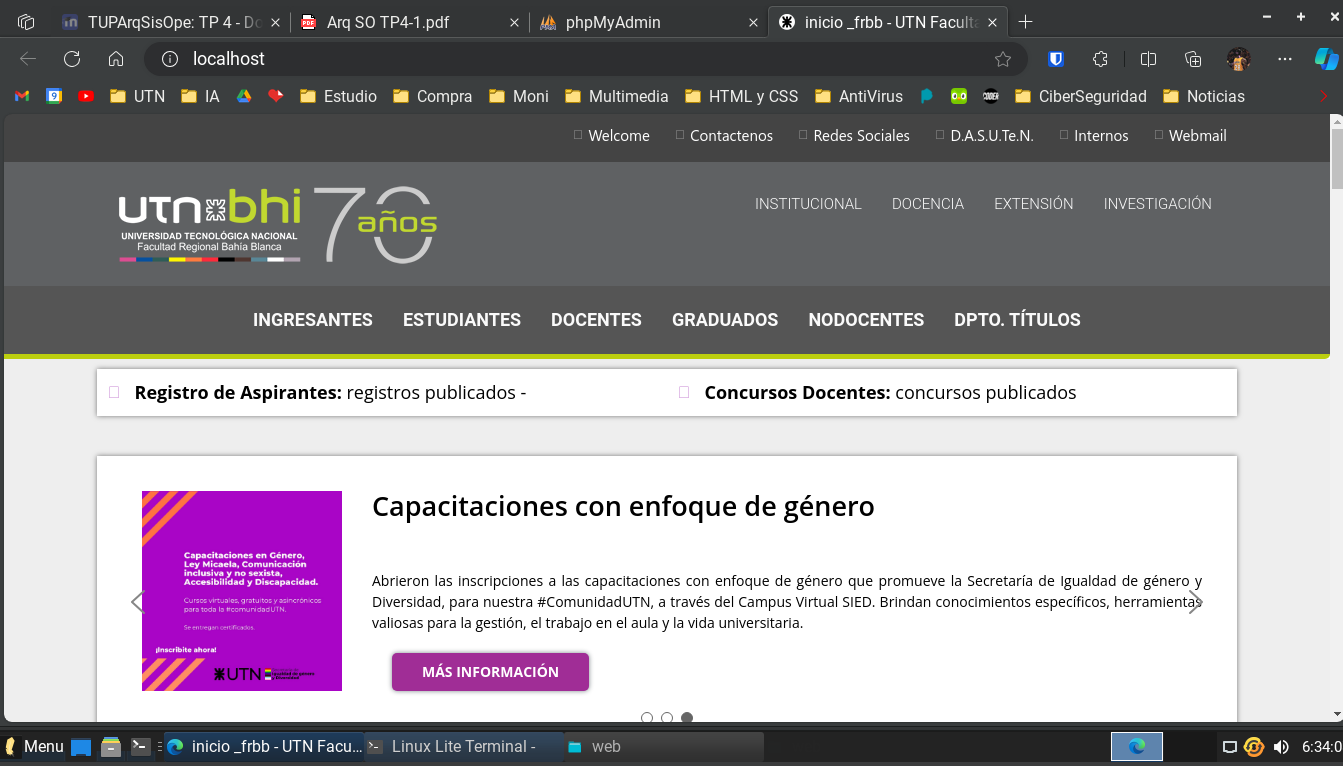 TUPArqSisOpe: TP 4 - Do
Arq SO TP4-1.pdf
phpMyAdmin
inicio _frbb - UTN Faculta
localhost
UTN
IA
Estudio
Compra
Moni
Multimedia
HTML y CSS
AntiVirus
CiberSeguridad
Noticias
Welcome
Contactenos
Redes Sociales
D.A.S.U.Te.N.
Internos
Webmail
utn bhi 70 años
UNIVERSIDAD TECNOLÓGICA NACIONAL
Facultad Regional Bahía Blanca
INSTITUCIONAL
DOCENCIA
EXTENSIÓN
INVESTIGACIÓN
INGRESANTES
ESTUDIANTES
DOCENTES
GRADUADOS
NODOCENTES
DPTO. TÍTULOS
Registro de Aspirantes: registros publicados -
Concursos Docentes: concursos publicados
Capacitaciones en Género,
Ley Micaela, Comunicación
inclusiva y no sexista,
Accesibilidad y Discapacidad.
Cursos virtuales, gratuitos y asincrónicos
para toda la #comunidadUTN.
Se entregan certificados.
¡Inscribite ahora!
UTN
Capacitaciones con enfoque de género
Abrieron las inscripciones a las capacitaciones con enfoque de género que promueve la Secretaría de Igualdad de género y
Diversidad, para nuestra #ComunidadUTN, a través del Campus Virtual SIED. Brindan conocimientos específicos, herramientas
valiosas para la gestión, el trabajo en el aula y la vida universitaria.
MÁS INFORMACIÓN
Menu
inicio _frbb - UTN Facu...
Linux Lite Terminal -
web
6:34:0